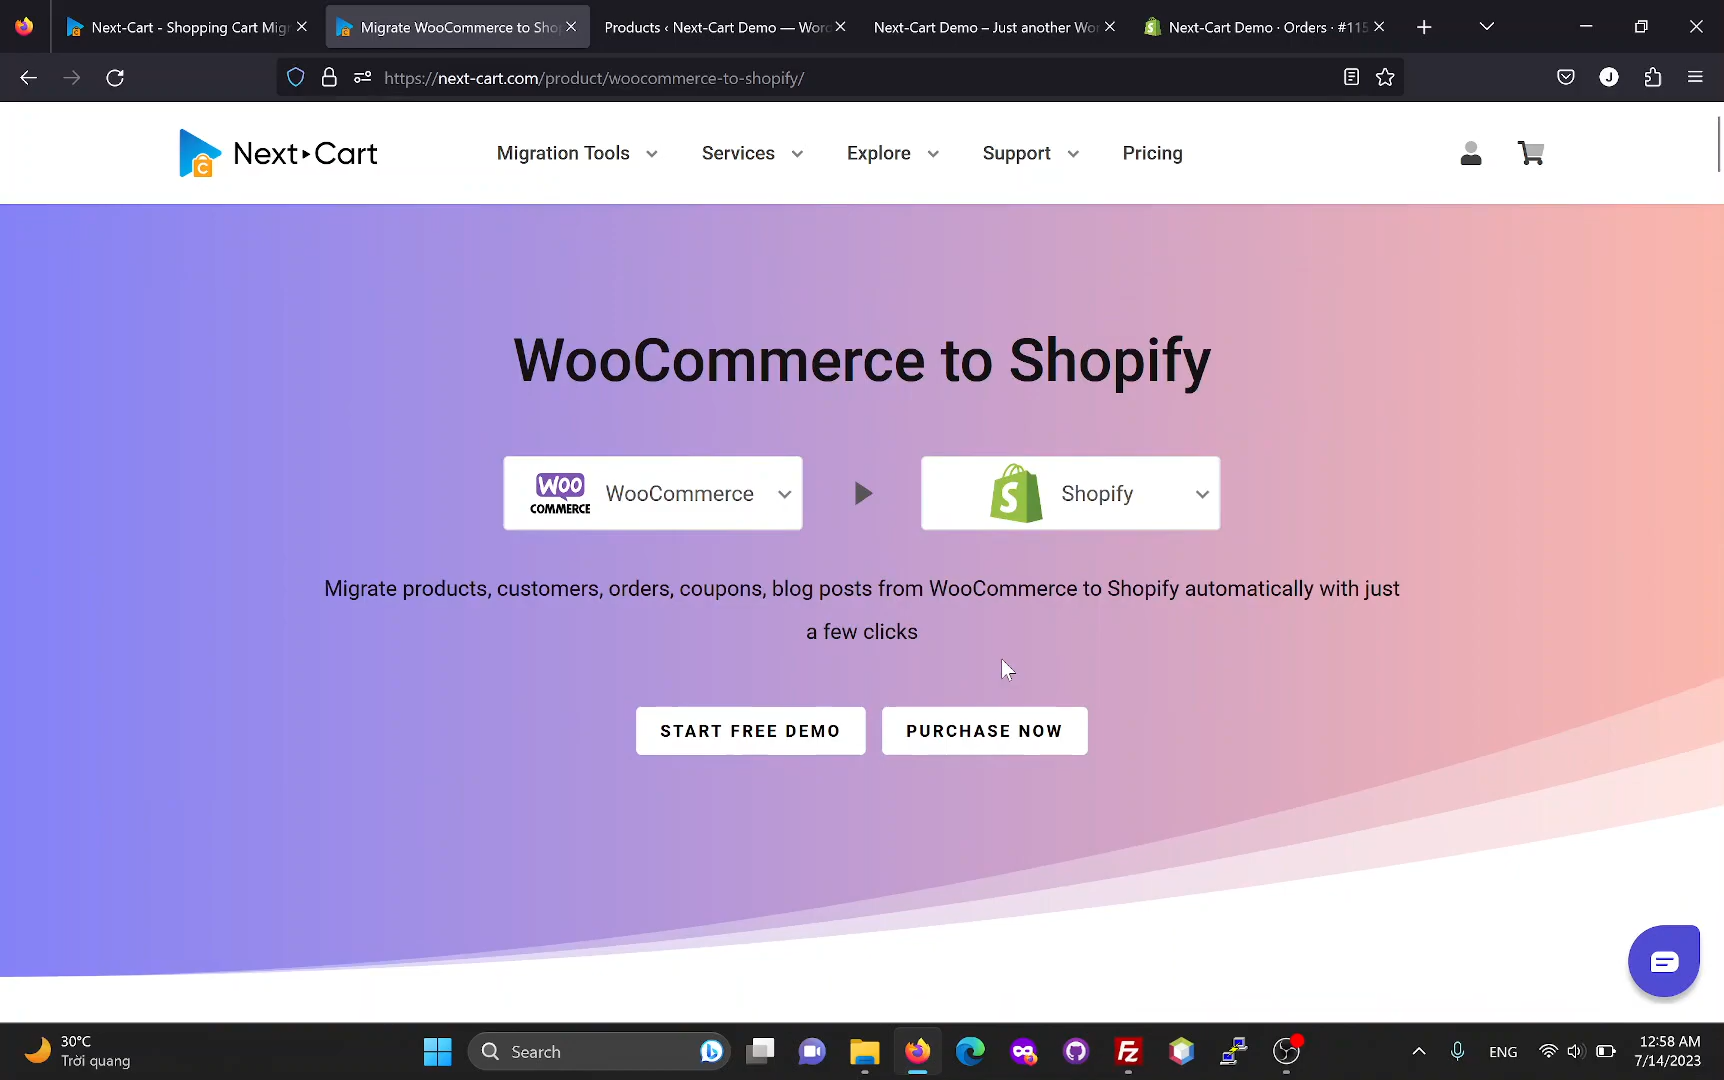 Next-Cart - Shopping Cart Migr
Migrate WooCommerce to Sho
Products ‹ Next-Cart Demo — Wor
Next-Cart Demo – Just another Wo
Next-Cart Demo · Orders · #115
https://next-cart.com/product/woocommerce-to-shopify/
J
Next Cart
Migration Tools
Services
Explore
Support
Pricing
WooCommerce to Shopify
WOO COMMERCE
WooCommerce
Shopify
Migrate products, customers, orders, coupons, blog posts from WooCommerce to Shopify automatically with just
a few clicks
START FREE DEMO
PURCHASE NOW
30°C
Trời quang
Search
ENG
12:58 AM
7/14/2023